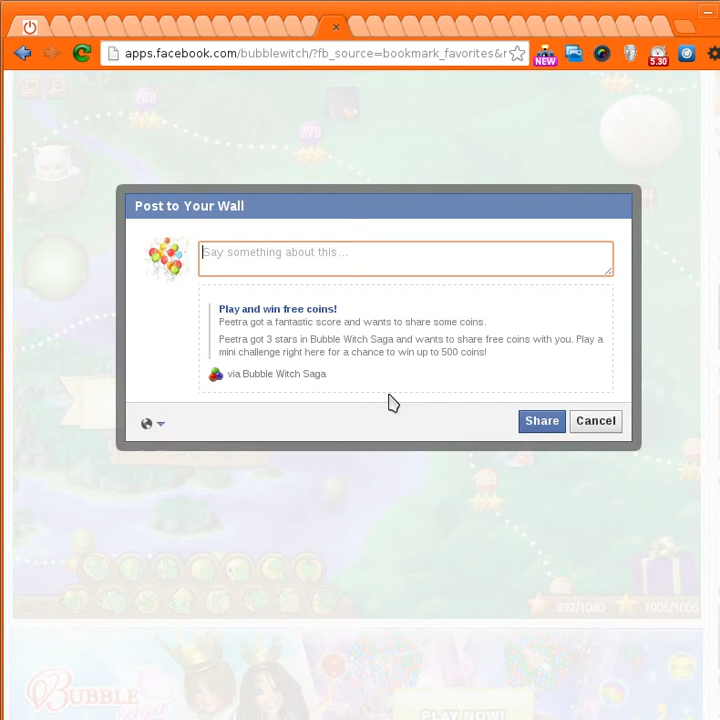 apps.facebook.com/bubblewitch/?fb_source=bookmark_favorites&r
NEW
5.30
280
279
Post to Your Wall
Say something about this...
Play and win free coins!
Peetra got a fantastic score and wants to share some coins.
Peetra got 3 stars in Bubble Witch Saga and wants to share free coins with you. Play a
mini challenge right here for a chance to win up to 500 coins!
via Bubble Witch Saga
Share
Cancel
992/1080
1005/1005
BUBBLE
saga
PLAY NOW!